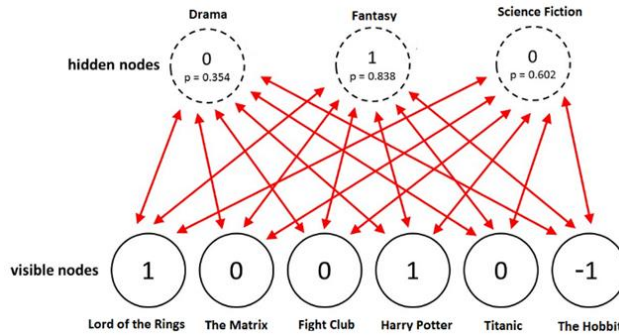 Drama
Fantasy
Science Fiction
hidden nodes
0
p = 0.354
1
p = 0.838
0
p = 0.602
visible nodes
1
0
0
1
0
-1
Lord of the Rings
The Matrix
Fight Club
Harry Potter
Titanic
The Hobbit